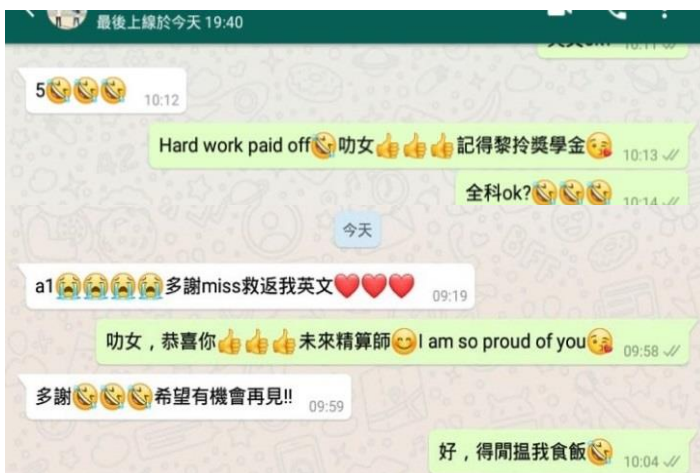 最後上線於今天 19:40
5🤣🤣🤣 10:12
Hard work paid off🤣叻女👍👍👍記得黎拎獎學金😘 10:13
全科ok?🤣🤣🤣 10:14
今天
a1😭😭😭😭多謝miss救返我英文❤❤❤ 09:19
叻女，恭喜你👍👍👍未來精算師😊I am so proud of you😘 09:58
多謝🤣🤣🤣希望有機會再見!! 09:59
好，得閒搵我食飯🤣 10:04